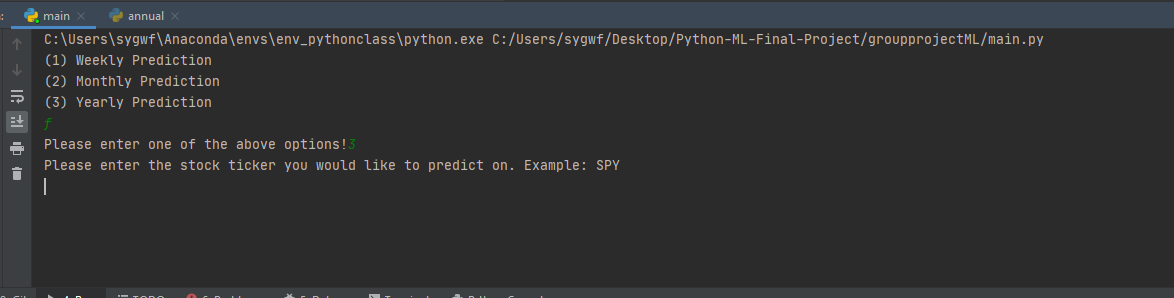 main
annual
C:\Users\sygwf\Anaconda\envs\env_pythonclass\python.exe C:/Users/sygwf/Desktop/Python-ML-Final-Project/groupprojectML/main.py
(1) Weekly Prediction
(2) Monthly Prediction
(3) Yearly Prediction
f
Please enter one of the above options!3
Please enter the stock ticker you would like to predict on. Example: SPY